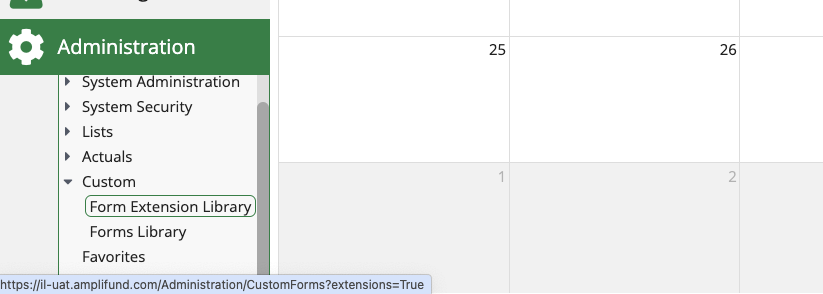 Administration
System Administration
System Security
Lists
Actuals
Custom
Form Extension Library
Forms Library
Favorites
25
26
1
2
https://il-uat.amplifund.com/Administration/CustomForms?extensions=True